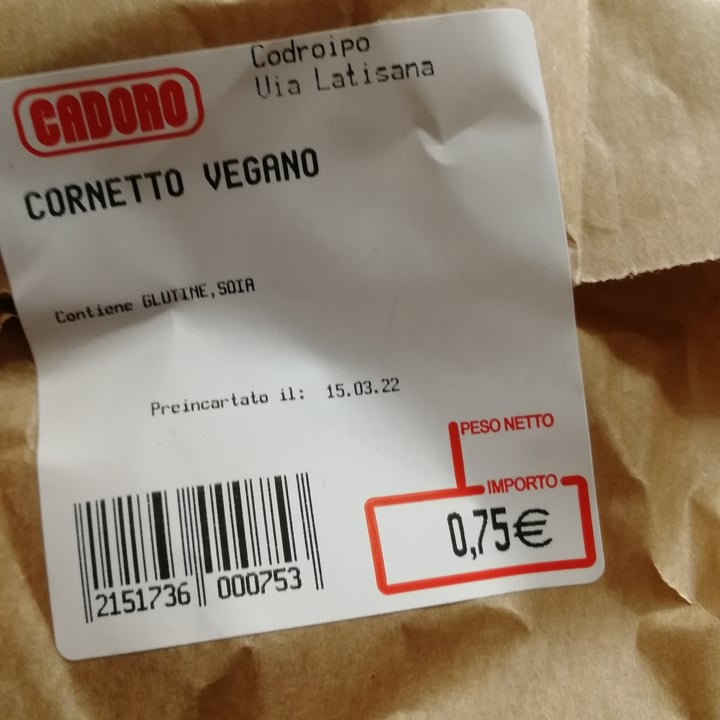 Codroipo
Via Latisana
CADORO
CORNETTO VEGANO
Contiene GLUTINE,SOIA
Preincartato il: 15.03.22
PESO NETTO
IMPORTO
0,75€
2151736 000753